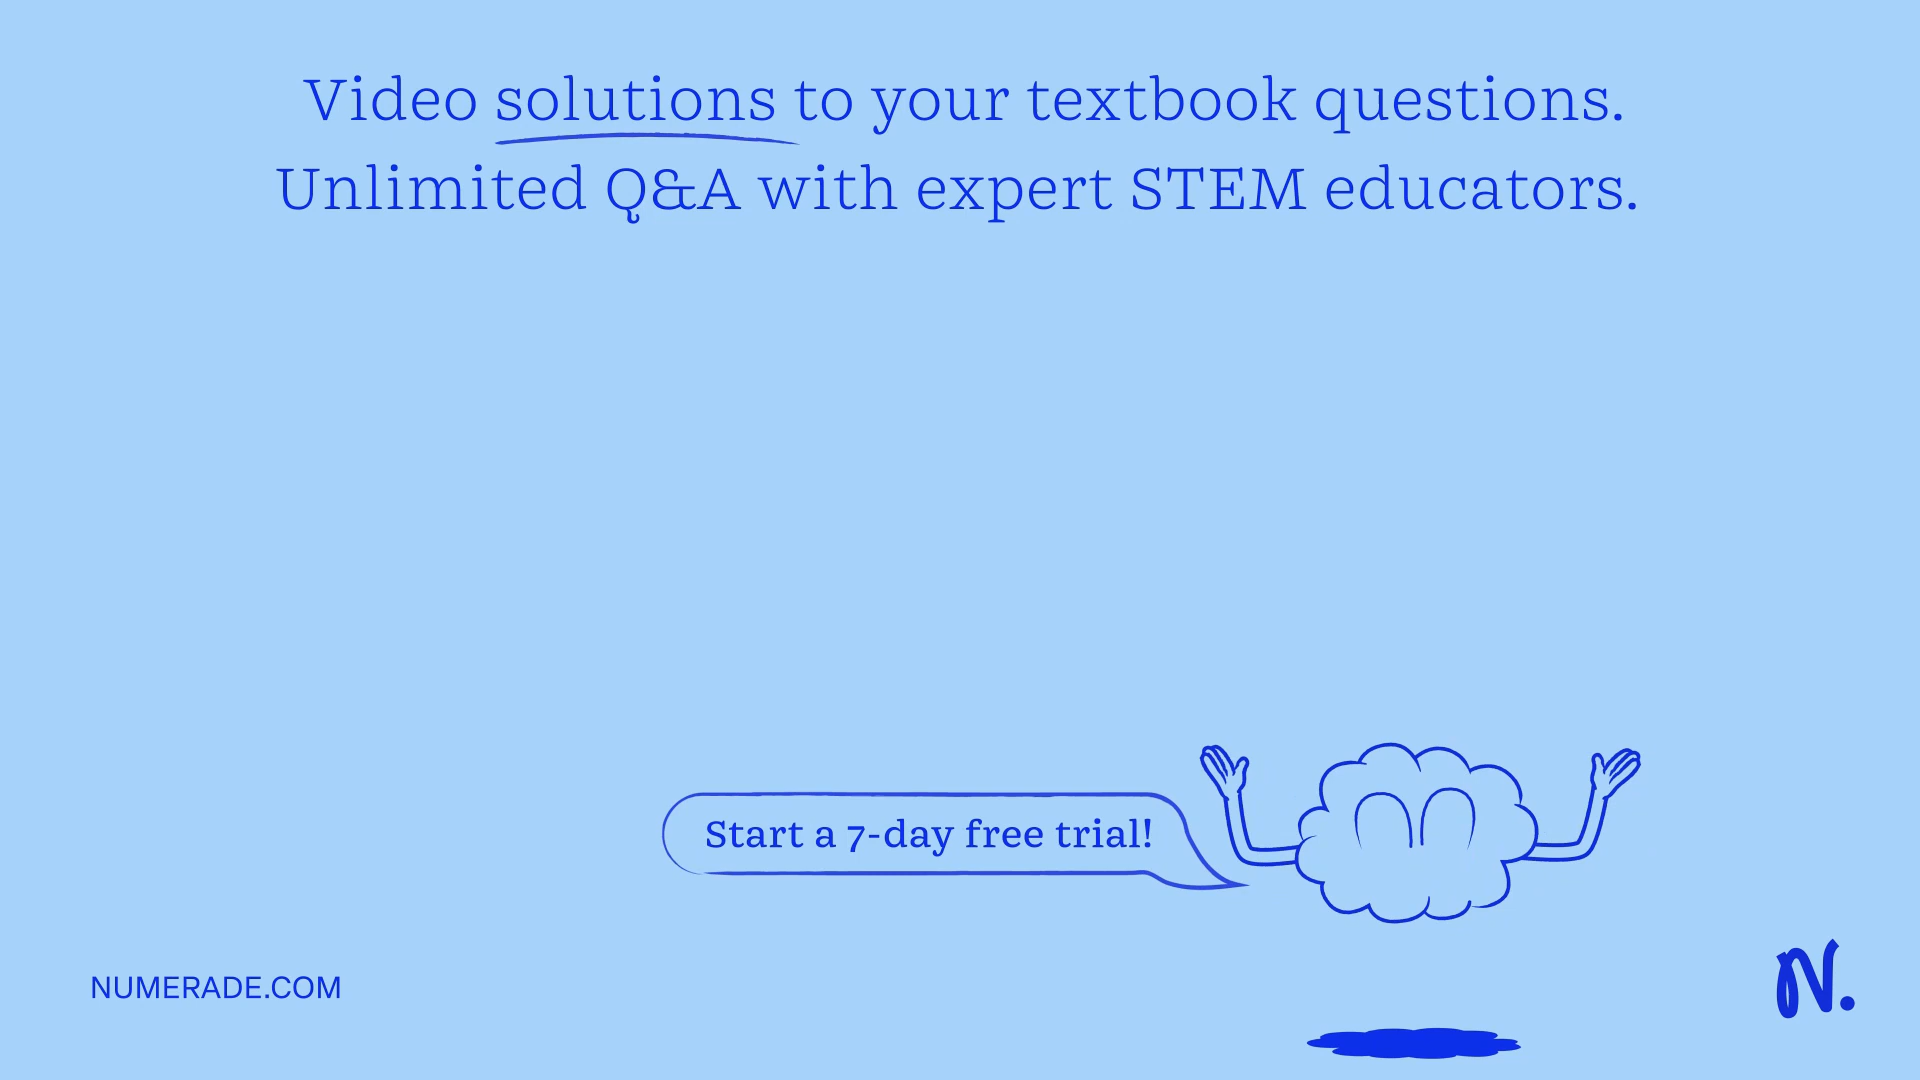 Video solutions to your textbook questions.
Unlimited Q&A with expert STEM educators.
Start a 7-day free trial!
NUMERADE.COM
N.